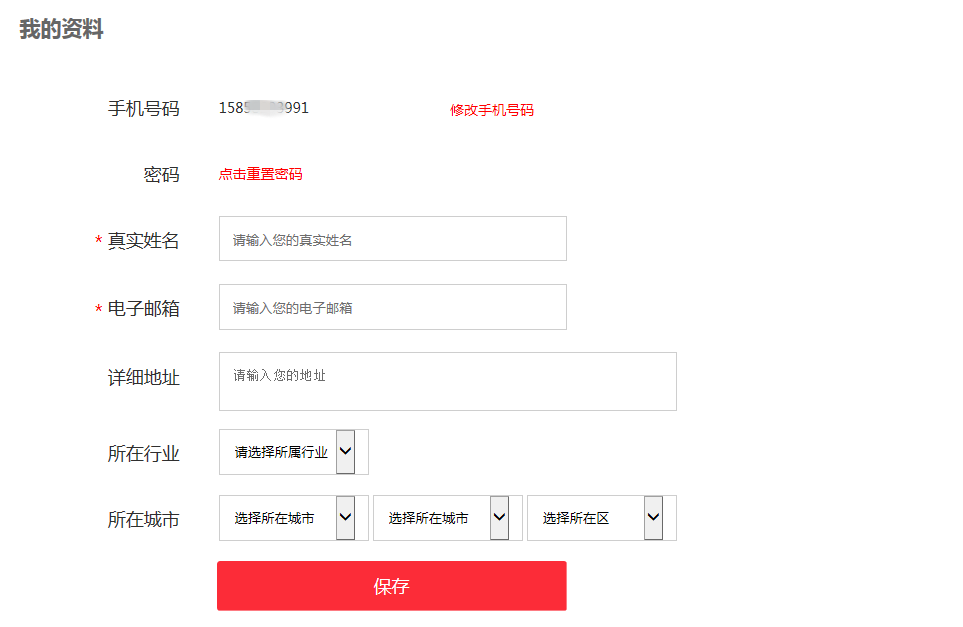 我的资料
手机号码 158 991 修改手机号码
密码 点击重置密码
* 真实姓名 请输入您的真实姓名
* 电子邮箱 请输入您的电子邮箱
详细地址 请输入您的地址
所在行业 请选择所属行业
所在城市 选择所在城市 选择所在城市 选择所在区
保存